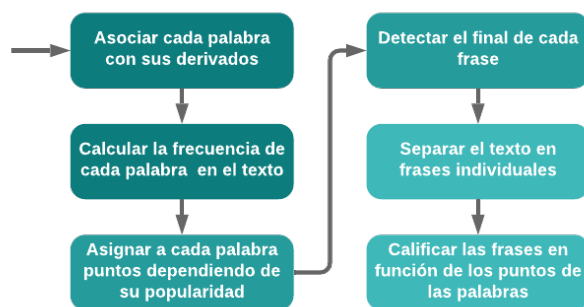 Asociar cada palabra
con sus derivados
Calcular la frecuencia de
cada palabra en el texto
Asignar a cada palabra
puntos dependiendo de
su popularidad
Detectar el final de cada
frase
Separar el texto en
frases individuales
Calificar las frases en
función de los puntos de
las palabras